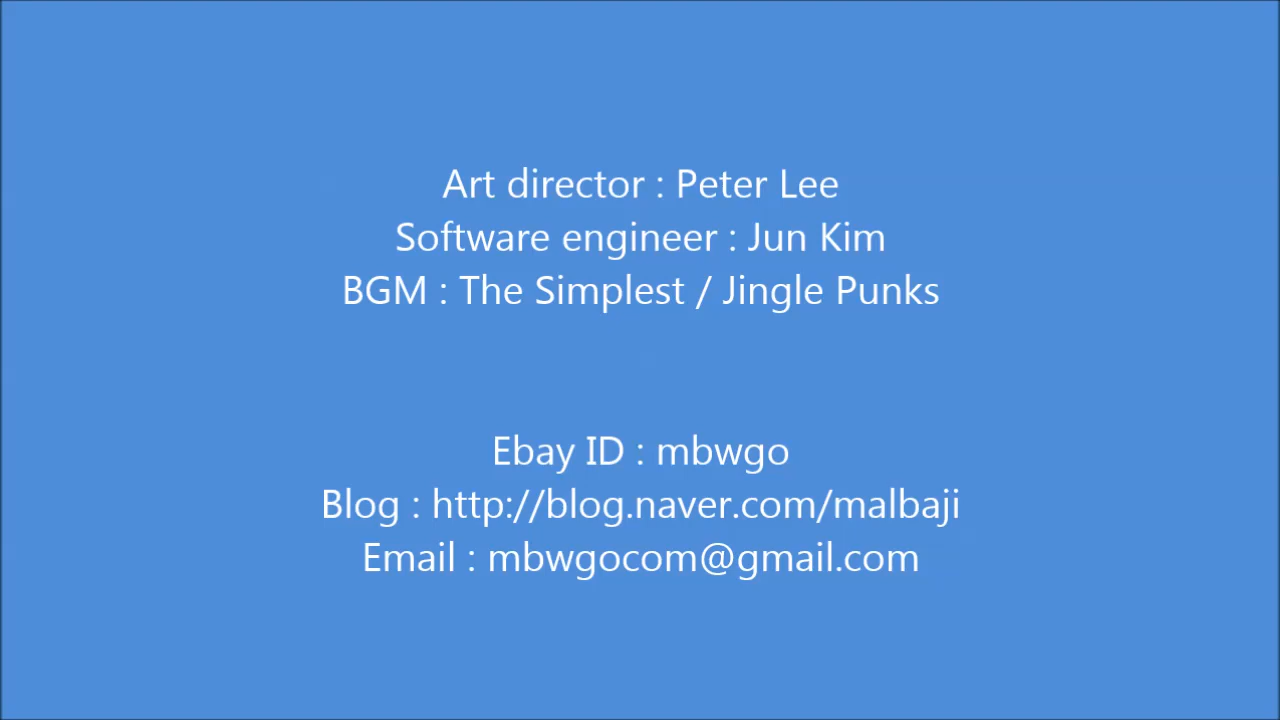 Art director : Peter Lee
Software engineer : Jun Kim
BGM : The Simplest / Jingle Punks
Ebay ID : mbwgo
Blog : http://blog.naver.com/malbaji
Email : mbwgocom@gmail.com